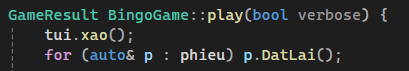 GameResult BingoGame::play(bool verbose) {
tui.xao();
for (auto& p : phieu) p.DatLai();